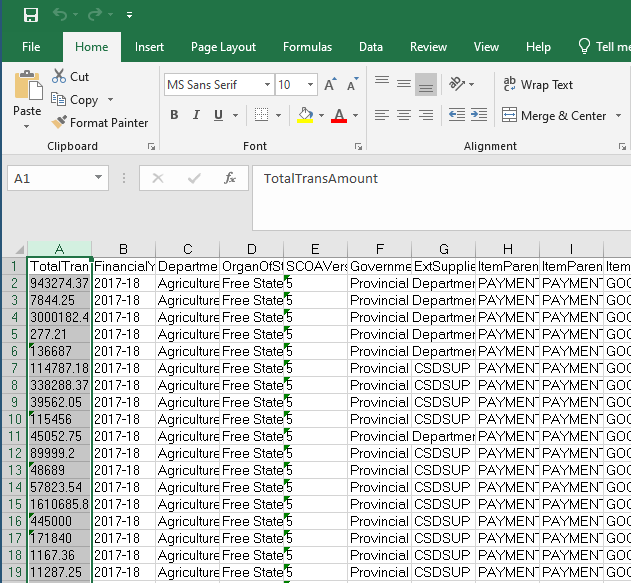 File Home Insert Page Layout Formulas Data Review View Help Tell me
Cut
Copy
Format Painter
Paste
Clipboard
MS Sans Serif 10 A A
B I U A
Font
ab Wrap Text
Merge & Center
Alignment
A1 fx TotalTransAmount
A B C D E F G H I
1 TotalTran FinancialY Departme OrganOfSt SCOAVers Governme ExtSupplie ItemParen ItemParen Item
2 943274.37 2017-18 Agriculture Free State 5 Provincial Departmen PAYMENT PAYMENT GOO
3 7844.25 2017-18 Agriculture Free State 5 Provincial Departmen PAYMENT PAYMENT GOO
4 3000182.4 2017-18 Agriculture Free State 5 Provincial Departmen PAYMENT PAYMENT GOO
5 277.21 2017-18 Agriculture Free State 5 Provincial Departmen PAYMENT PAYMENT GOO
6 136687 2017-18 Agriculture Free State 5 Provincial Departmen PAYMENT PAYMENT GOO
7 114787.18 2017-18 Agriculture Free State 5 Provincial CSDSUP PAYMENT PAYMENT GOO
8 338288.37 2017-18 Agriculture Free State 5 Provincial CSDSUP PAYMENT PAYMENT GOO
9 39562.05 2017-18 Agriculture Free State 5 Provincial CSDSUP PAYMENT PAYMENT GOO
10 115456 2017-18 Agriculture Free State 5 Provincial CSDSUP PAYMENT PAYMENT GOO
11 45052.75 2017-18 Agriculture Free State 5 Provincial Departmen PAYMENT PAYMENT GOO
12 89999.2 2017-18 Agriculture Free State 5 Provincial CSDSUP PAYMENT PAYMENT GOO
13 48689 2017-18 Agriculture Free State 5 Provincial CSDSUP PAYMENT PAYMENT GOO
14 57823.54 2017-18 Agriculture Free State 5 Provincial CSDSUP PAYMENT PAYMENT GOO
15 1610685.8 2017-18 Agriculture Free State 5 Provincial CSDSUP PAYMENT PAYMENT GOO
16 445000 2017-18 Agriculture Free State 5 Provincial CSDSUP PAYMENT PAYMENT GOO
17 171840 2017-18 Agriculture Free State 5 Provincial CSDSUP PAYMENT PAYMENT GOO
18 1167.36 2017-18 Agriculture Free State 5 Provincial CSDSUP PAYMENT PAYMENT GOO
19 11287.25 2017-18 Agriculture Free State 5 Provincial CSDSUP PAYMENT PAYMENT GOO